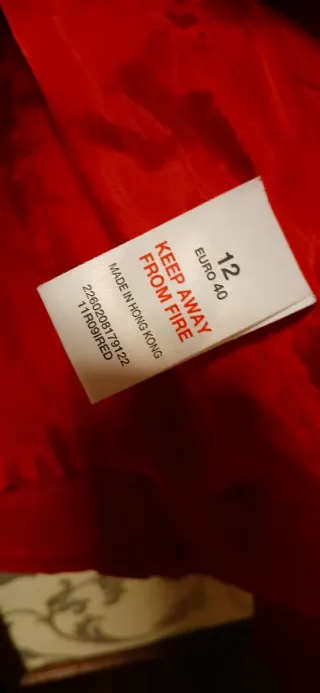 12
EURO 40
KEEP AWAY
FROM FIRE
MADE IN HONG KONG
2260208179122
11R09IRED